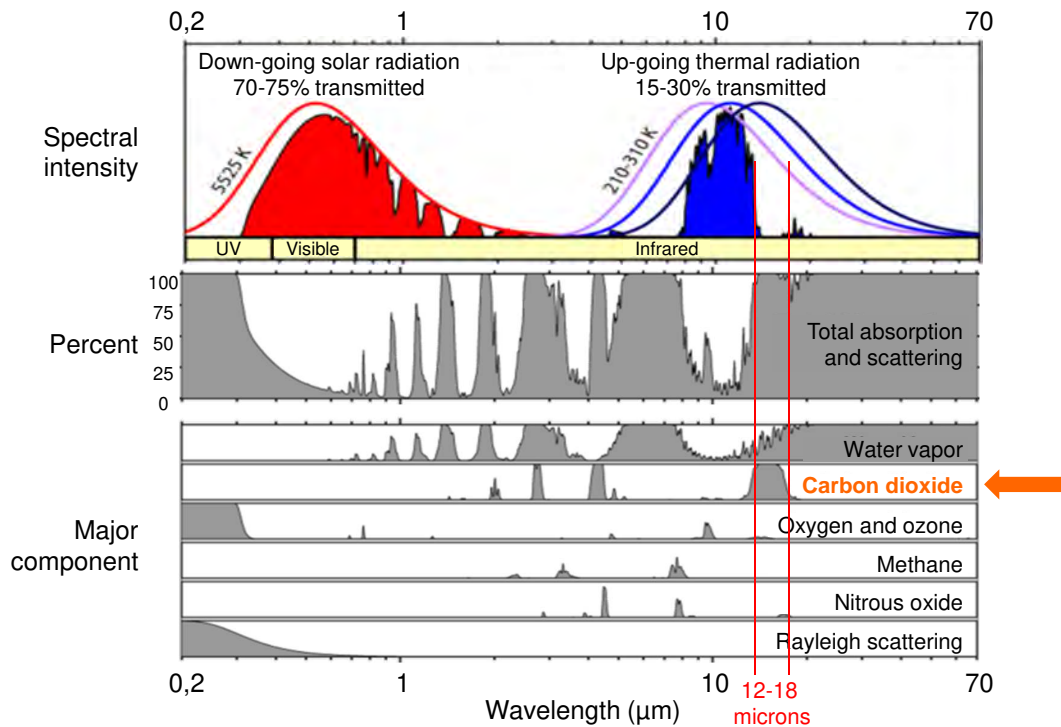 0,2
1
10
70
Down-going solar radiation
70-75% transmitted
Up-going thermal radiation
15-30% transmitted
Spectral
intensity
5525 K
210-310 K
UV
Visible
Infrared
100
75
50
25
0
Percent
Total absorption
and scattering
Water vapor
Carbon dioxide
Oxygen and ozone
Major
component
Methane
Nitrous oxide
Rayleigh scattering
0,2
1
10
70
12-18
microns
Wavelength (µm)